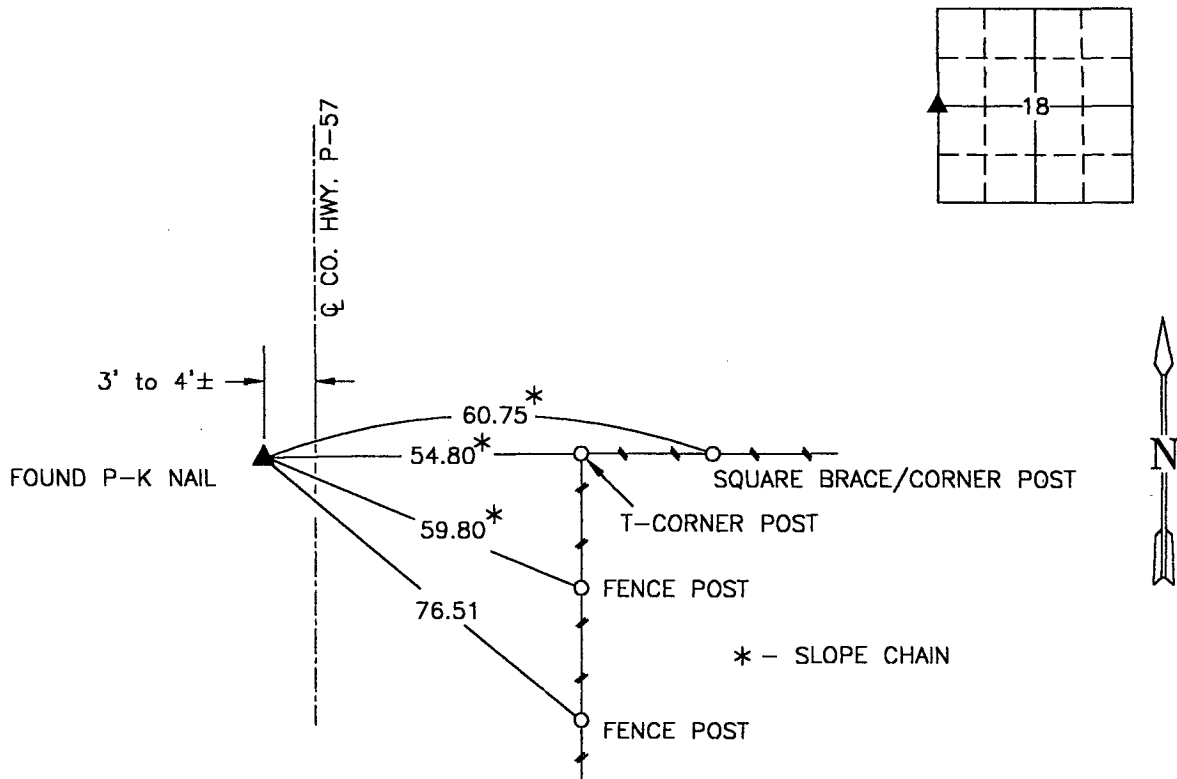 18
℄ CO. HWY. P-57
3' to 4'±
60.75*
54.80*
FOUND P-K NAIL
SQUARE BRACE/CORNER POST
N
T-CORNER POST
59.80*
FENCE POST
76.51
* - SLOPE CHAIN
FENCE POST